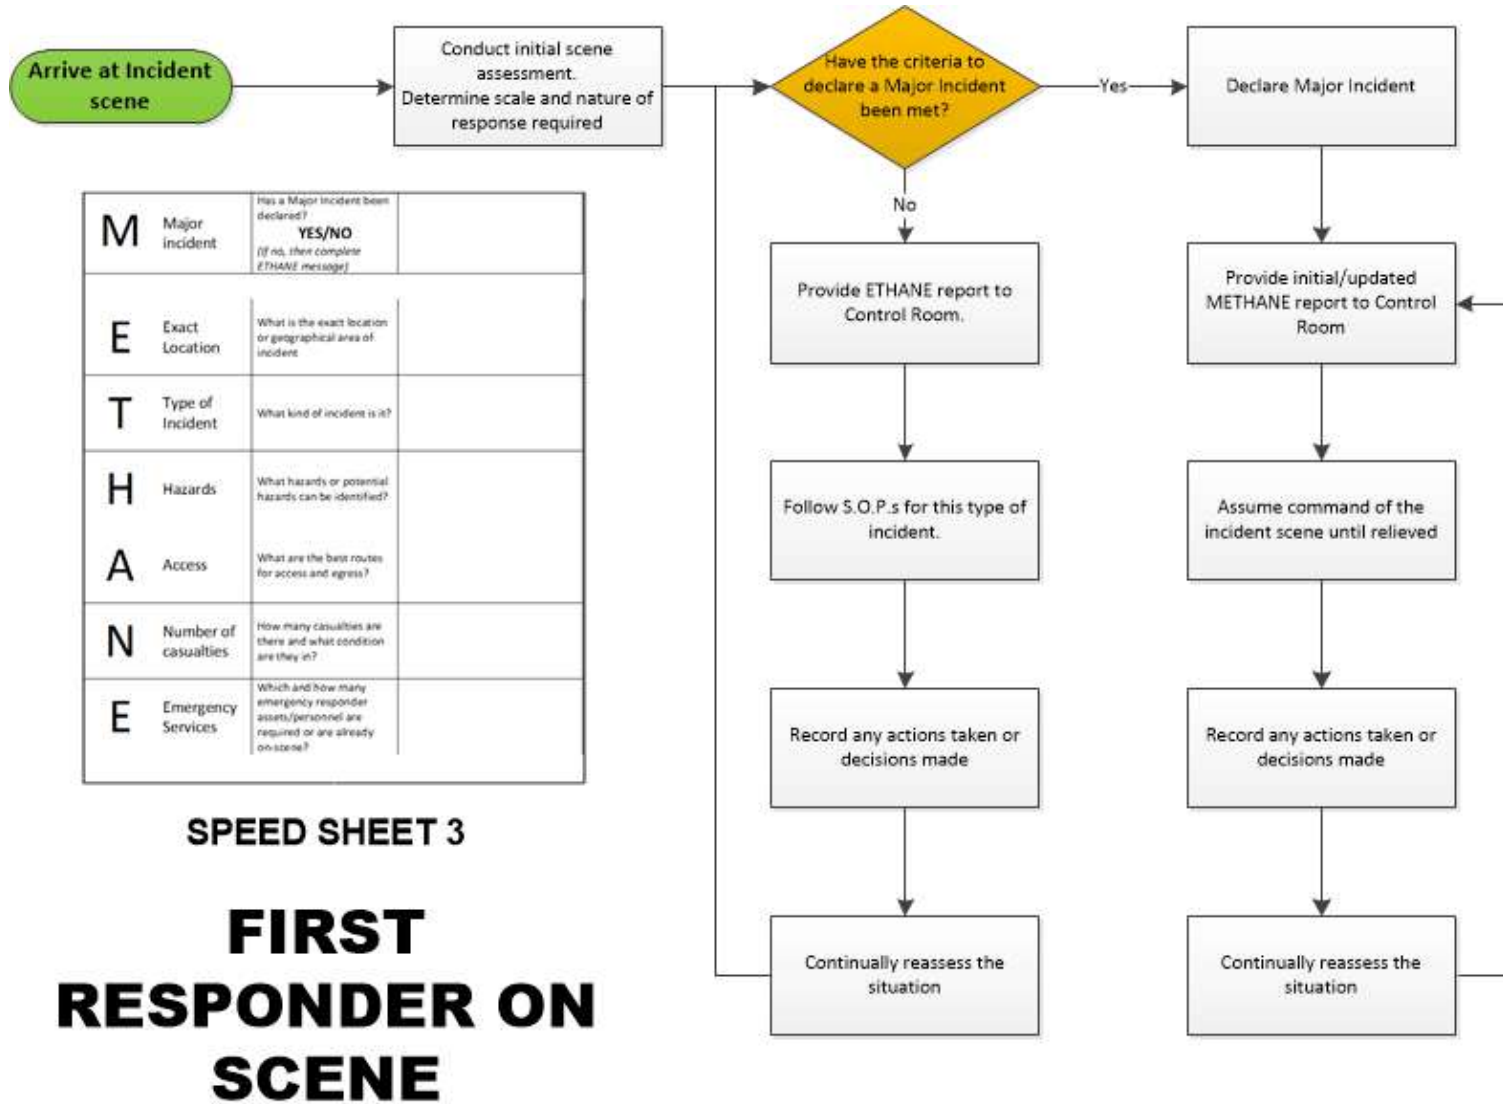 Arrive at Incident
scene
Conduct initial scene
assessment.
Determine scale and nature of
response required
Have the criteria to
declare a Major Incident
been met?
Yes
Declare Major Incident
No
Provide ETHANE report to
Control Room.
Follow S.O.P.s for this type of
incident.
Record any actions taken or
decisions made
Continually reassess the
situation
Provide initial/updated
METHANE report to Control
Room
Assume command of the
incident scene until relieved
Record any actions taken or
decisions made
Continually reassess the
situation
M
Major
incident
Has a Major Incident been
declared?
YES/NO
(If no, then complete
ETHANE message)
E
Exact
Location
What is the exact location
or geographical area of
incident
T
Type of
Incident
What kind of incident is it?
H
Hazards
What hazards or potential
hazards can be identified?
A
Access
What are the best routes
for access and egress?
N
Number of
casualties
How many casualties are
there and what condition
are they in?
E
Emergency
Services
Which and how many
emergency responder
assets/personnel are
required or are already
on-scene?
SPEED SHEET 3
FIRST
RESPONDER ON
SCENE